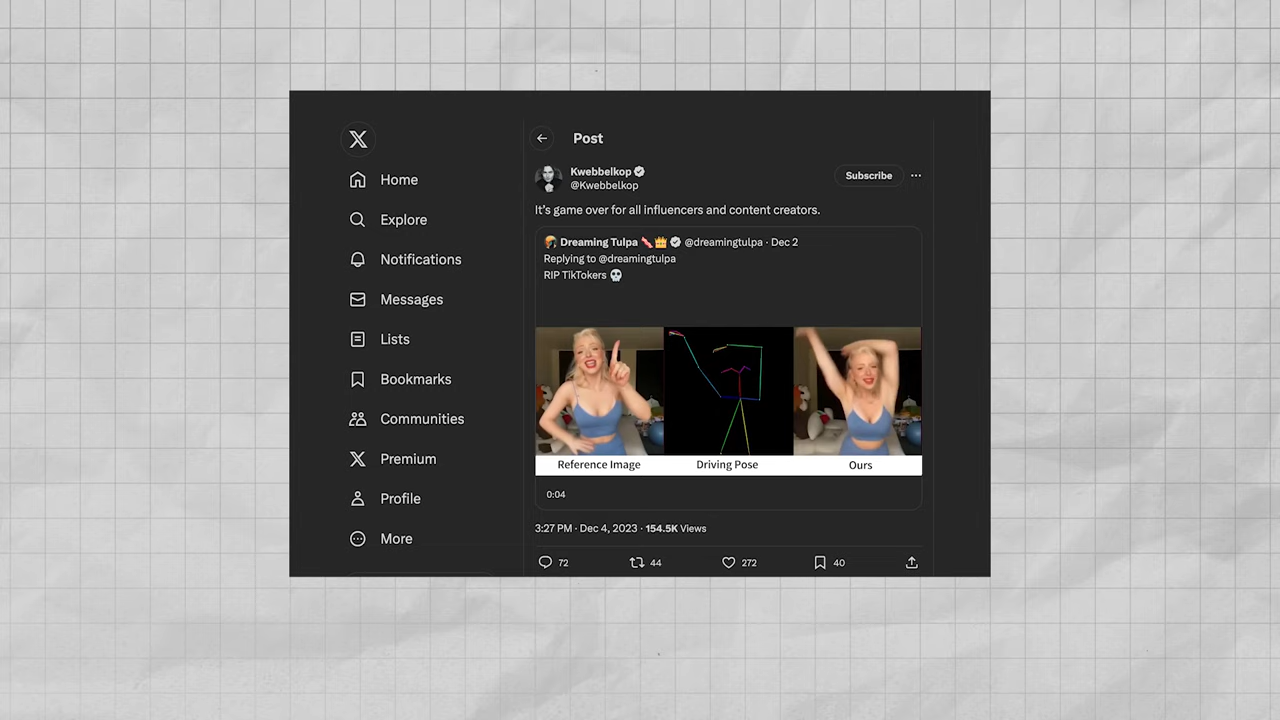 Post
Home
Explore
Notifications
Messages
Lists
Bookmarks
Communities
Premium
Profile
More
Kwebbelkop
@Kwebbelkop
Subscribe
It's game over for all influencers and content creators.
Dreaming Tulpa @dreamingtulpa · Dec 2
Replying to @dreamingtulpa
RIP TikTokers 💀
Reference Image Driving Pose Ours
0:04
3:27 PM · Dec 4, 2023 · 154.5K Views
72 44 272 40